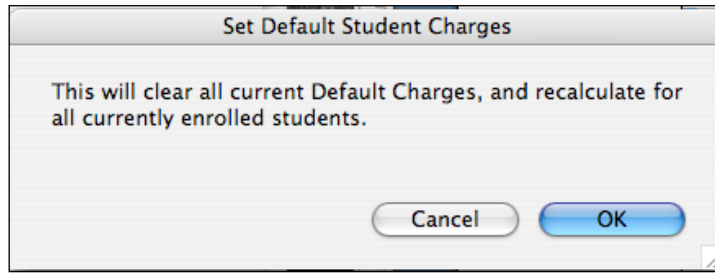 Set Default Student Charges
This will clear all current Default Charges, and recalculate for
all currently enrolled students.
Cancel
OK